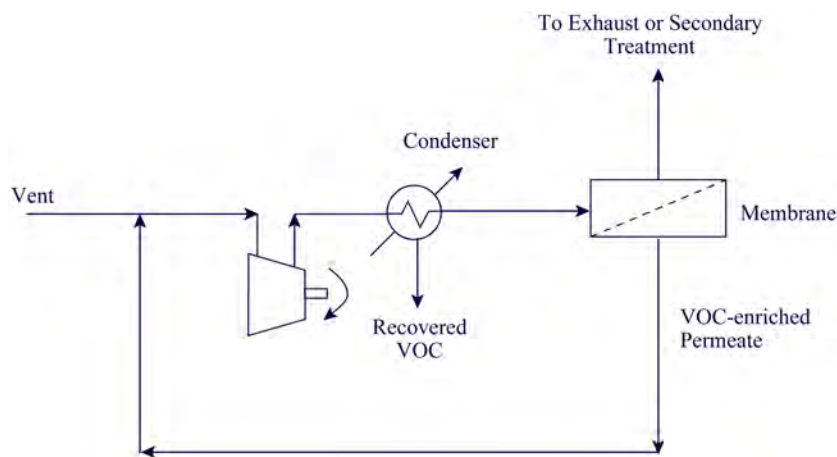 To Exhaust or Secondary
Treatment
Condenser
Vent
Membrane
Recovered
VOC
VOC-enriched
Permeate